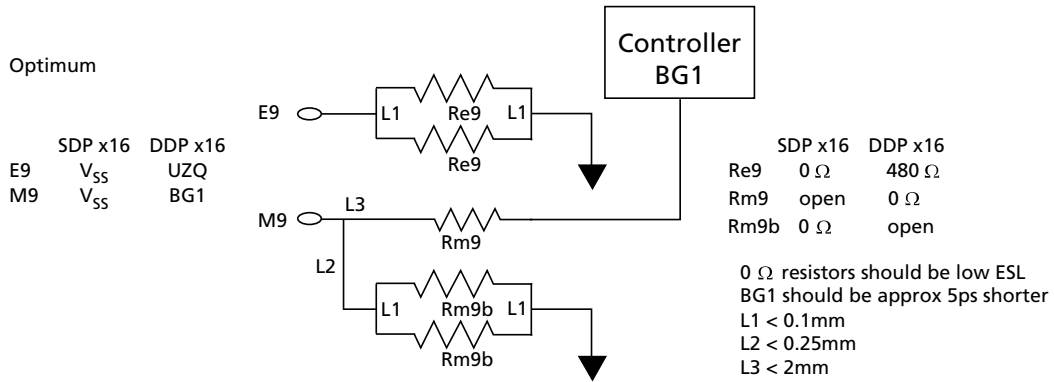 Controller
BG1
Optimum
E9
L1
Re9
L1
Re9
SDP x16 DDP x16
E9 VSS UZQ
M9 VSS BG1
SDP x16 DDP x16
Re9 0 Ω 480 Ω
Rm9 open 0 Ω
Rm9b 0 Ω open
M9
L3
Rm9
L2
L1
Rm9b
L1
Rm9b
0 Ω resistors should be low ESL
BG1 should be approx 5ps shorter
L1 < 0.1mm
L2 < 0.25mm
L3 < 2mm